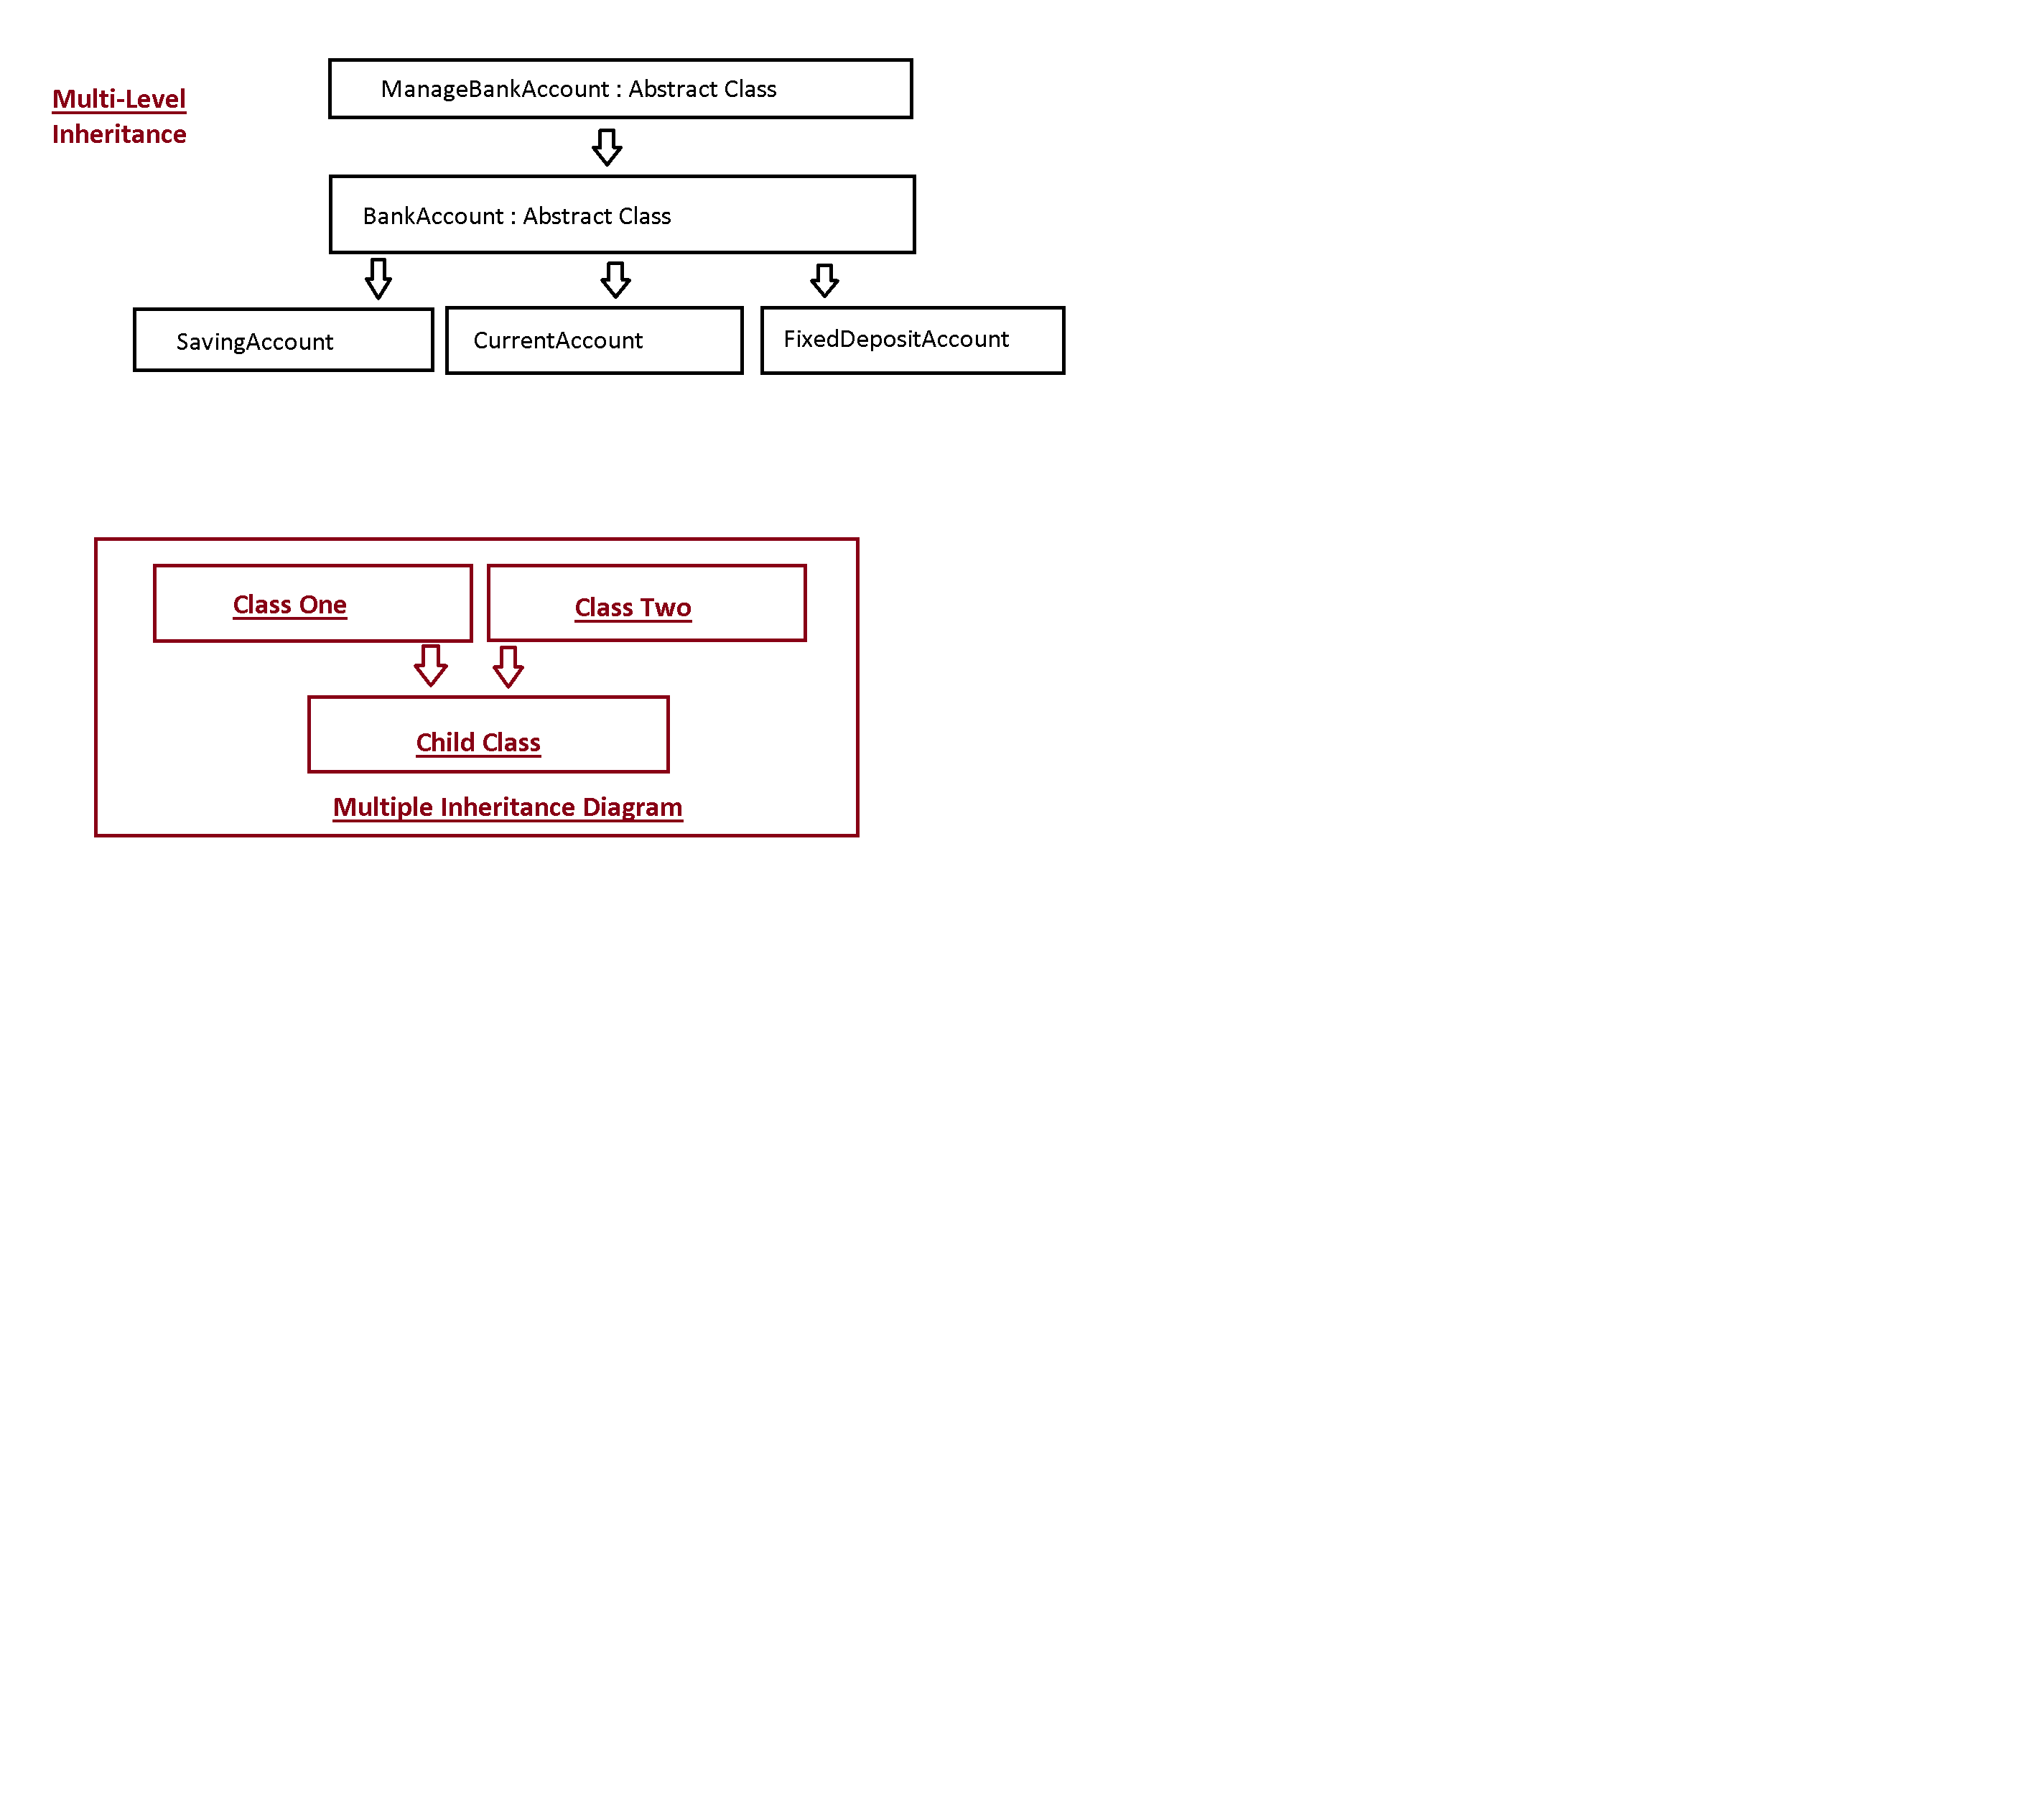 Multi-Level
Inheritance
ManageBankAccount : Abstract Class
BankAccount : Abstract Class
SavingAccount
CurrentAccount
FixedDepositAccount
Class One
Class Two
Child Class
Multiple Inheritance Diagram